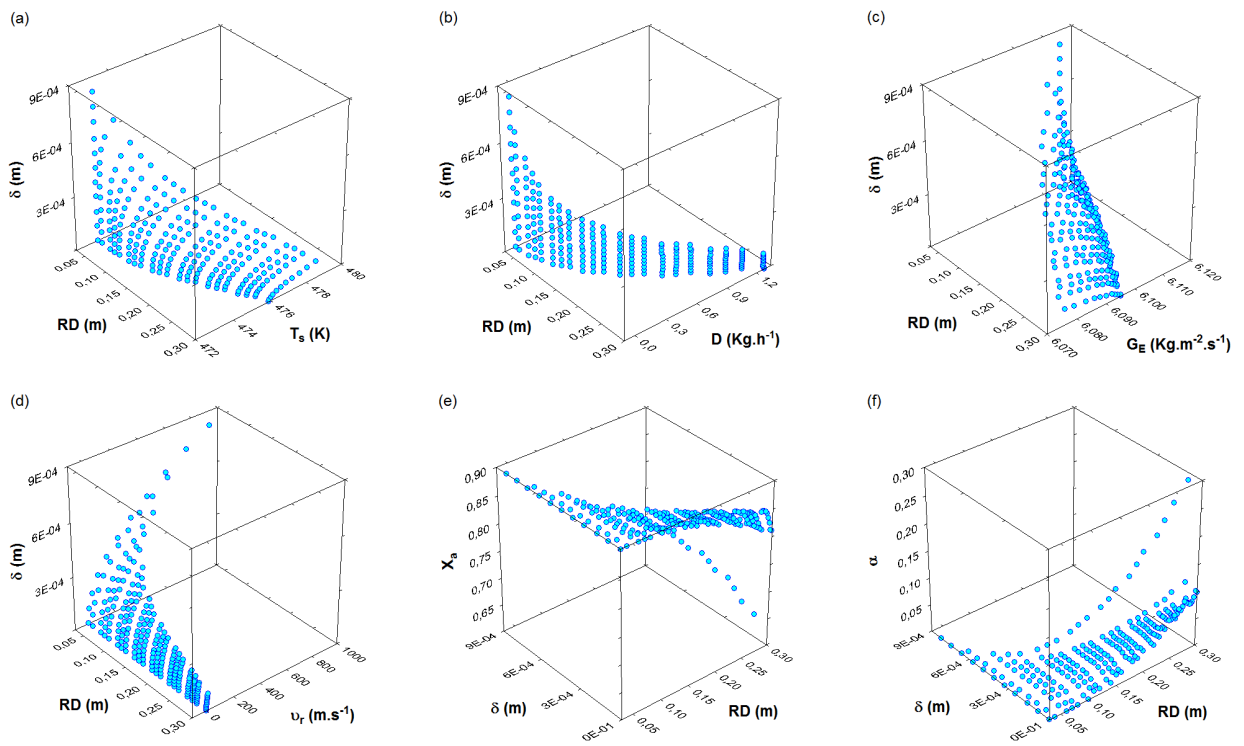 (a)
9E-04
6E-04
3E-04
δ (m)
0,05
0,10
0,15
0,20
0,25
0,30
RD (m)
472
474
476
478
480
Ts (K)
(b)
9E-04
6E-04
3E-04
δ (m)
0,05
0,10
0,15
0,20
0,25
0,30
RD (m)
0,0
0,3
0,6
0,9
1,2
D (Kg.h-1)
(c)
9E-04
6E-04
3E-04
δ (m)
0,05
0,10
0,15
0,20
0,25
0,30
RD (m)
6,070
6,080
6,090
6,100
6,110
6,120
GE (Kg.m-2.s-1)
(d)
9E-04
6E-04
3E-04
δ (m)
0,05
0,10
0,15
0,20
0,25
0,30
RD (m)
0
200
400
600
800
1000
υr (m.s-1)
(e)
0,90
0,85
0,80
0,75
0,70
0,65
Xa
9E-04
6E-04
3E-04
0E-01
δ (m)
0,05
0,10
0,15
0,20
0,25
0,30
RD (m)
(f)
0,30
0,25
0,20
0,15
0,10
0,05
α
9E-04
6E-04
3E-04
0E-01
δ (m)
0,05
0,10
0,15
0,20
0,25
0,30
RD (m)